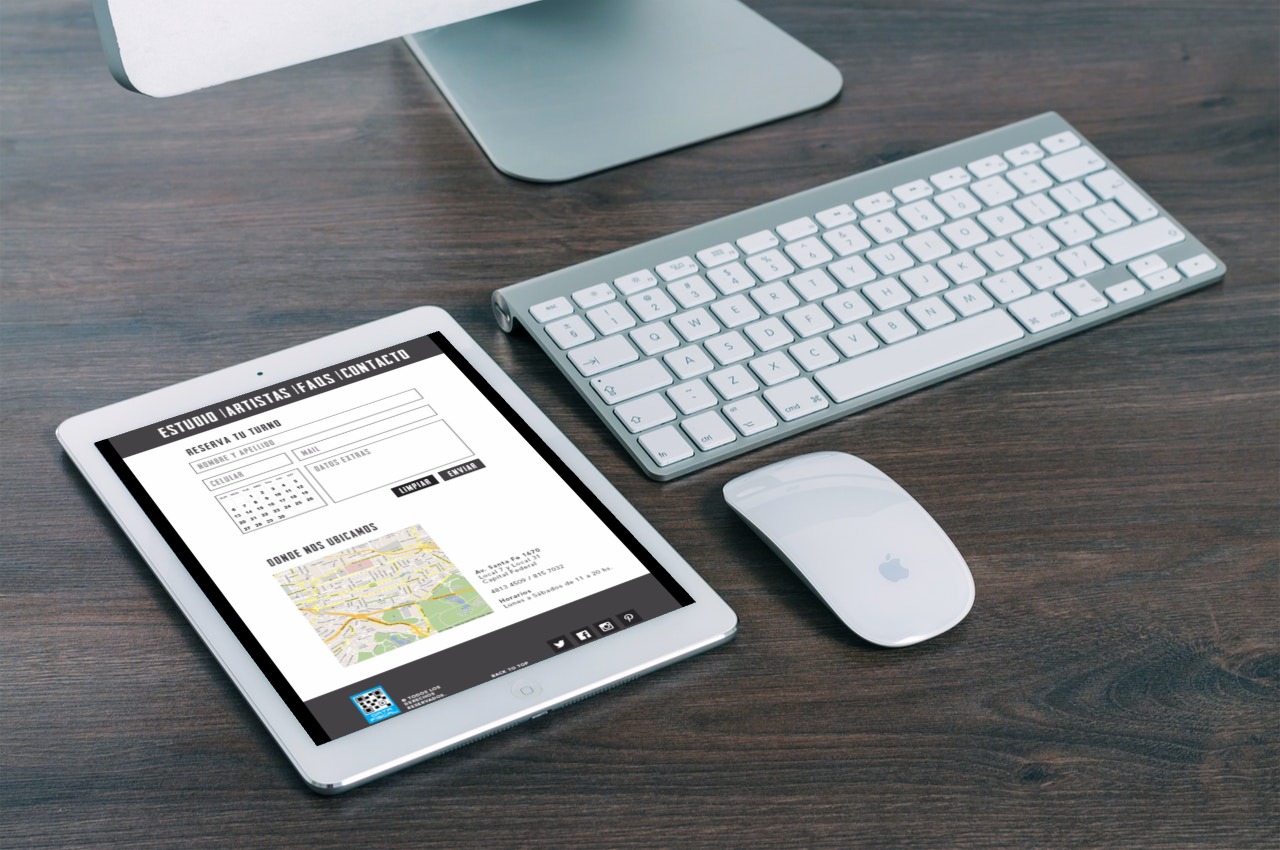 ESTUDIO | ARTISTAS | FAQS | CONTACTO
RESERVA TU TURNO
NOMBRE Y APELLIDO
CELULAR
MAIL
DATOS EXTRAS
LIMPIAR
ENVIAR
DONDE NOS UBICAMOS
Av. Santa Fe 1670
Local 7 y Local 31
Capital Federal
4813 4509 / 815 7032
Horarios
Lunes a Sábados de 11 a 20 hs.
BACK TO TOP
© TODOS LOS
DERECHOS
RESERVADOS
esc
1 2 3 4 5 6 7 8 9 0
Q W E R T Y U I O P
A S D F G H J K L
Z X C V B N M
fn ctrl cmd cmd